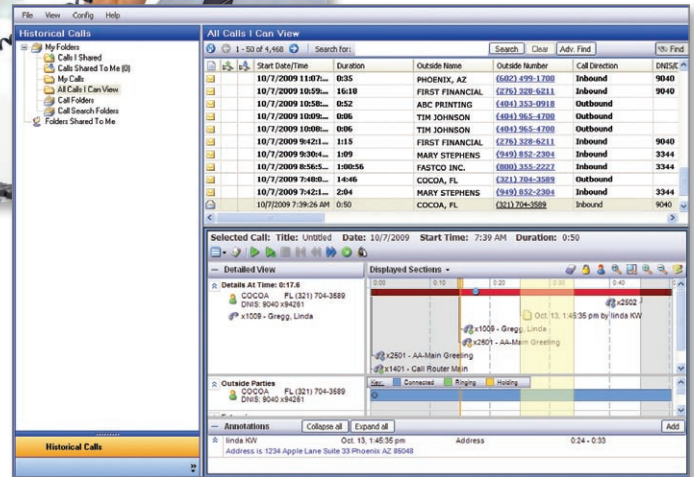 File View Config Help
Historical Calls
My Folders
Calls I Shared
Calls Shared To Me (0)
My Calls
All Calls I Can View
Call Folders
Call Search Folders
Folders Shared To Me
Historical Calls
All Calls I Can View
1 - 50 of 4,468 Search for: Search Clear Adv. Find Find
Start Date/Time Duration Outside Name Outside Number Call Direction DNIS/
10/7/2009 11:07:... 0:35 PHOENIX, AZ (602) 499-1700 Inbound 9040
10/7/2009 10:59:... 16:18 FIRST FINANCIAL (276) 328-6211 Inbound 9040
10/7/2009 10:58:... 0:52 ABC PRINTING (404) 353-0918 Outbound
10/7/2009 10:09:... 0:06 TIM JOHNSON (404) 965-4700 Outbound
10/7/2009 10:08:... 0:06 TIM JOHNSON (404) 965-4700 Outbound
10/7/2009 9:42:1... 1:15 FIRST FINANCIAL (276) 328-6211 Inbound 9040
10/7/2009 9:30:4... 1:09 MARY STEPHENS (949) 852-2304 Inbound 3344
10/7/2009 8:56:5... 1:00:56 FASTCO INC. (800) 355-2227 Inbound 3344
10/7/2009 7:48:0... 14:46 COCOA, FL (321) 704-3589 Outbound
10/7/2009 7:42:1... 2:04 MARY STEPHENS (949) 852-2304 Inbound 3344
10/7/2009 7:39:26 AM 0:50 COCOA, FL (321) 704-3589 Inbound 9040
Selected Call: Title: Untitled Date: 10/7/2009 Start Time: 7:39 AM Duration: 0:50
Detailed View Displayed Sections
Details At Time: 0:17.6 0:00 0:10 0:20 0:30 0:40
COCOA FL (321) 704-3589
DNIS: 9040 x94261
x1009 - Gregg, Linda
x2502
Oct. 13, 1:45:35 pm by linda KW
x1009 - Gregg, Linda
x2501 - AA-Main Greeting
x2501 - AA-Main Greeting
x1401 - Call Router Main
Outside Parties Key: Connected Ringing Holding
COCOA FL (321) 704-3589
DNIS: 9040 x94261
Annotations Collapse all Expand all Add
linda KW Oct. 13, 1:45:35 pm Address 0:24 - 0:33
Address is 1234 Apple Lane Suite 33 Phoenix AZ 85048